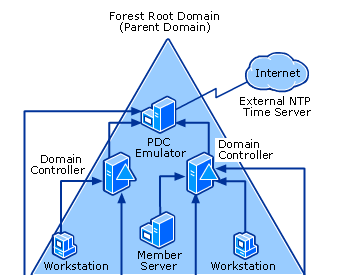 Forest Root Domain
(Parent Domain)
Internet
External NTP
Time Server
PDC
Emulator
Domain
Controller
Domain
Controller
Workstation
Member
Server
Workstation